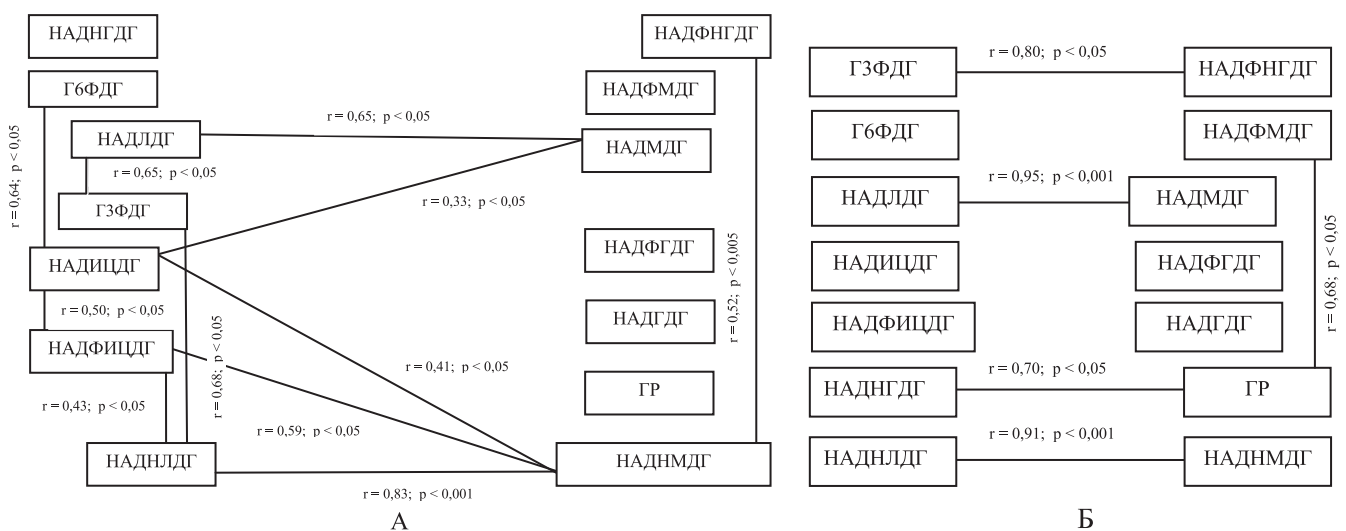 НАДНГДГ
НАДФНГДГ
Г6ФДГ
НАДФМДГ
r = 0,65; p < 0,05
НАДЛДГ
НАДМДГ
r = 0,64; p < 0,05
r = 0,65; p < 0,05
r = 0,33; p < 0,05
Г3ФДГ
НАДФГДГ
НАДИЦДГ
r = 0,52; p < 0,005
r = 0,50; p < 0,05
НАДГДГ
НАДФИЦДГ
r = 0,68; p < 0,05
r = 0,41; p < 0,05
ГР
r = 0,43; p < 0,05
r = 0,59; p < 0,05
НАДНЛДГ
НАДНМДГ
r = 0,83; p < 0,001
А
r = 0,80; p < 0,05
Г3ФДГ
НАДФНГДГ
Г6ФДГ
НАДФМДГ
r = 0,95; p < 0,001
НАДЛДГ
НАДМДГ
НАДИЦДГ
НАДФГДГ
r = 0,68; p < 0,05
НАДФИЦДГ
НАДГДГ
r = 0,70; p < 0,05
НАДНГДГ
ГР
r = 0,91; p < 0,001
НАДНЛДГ
НАДНМДГ
Б